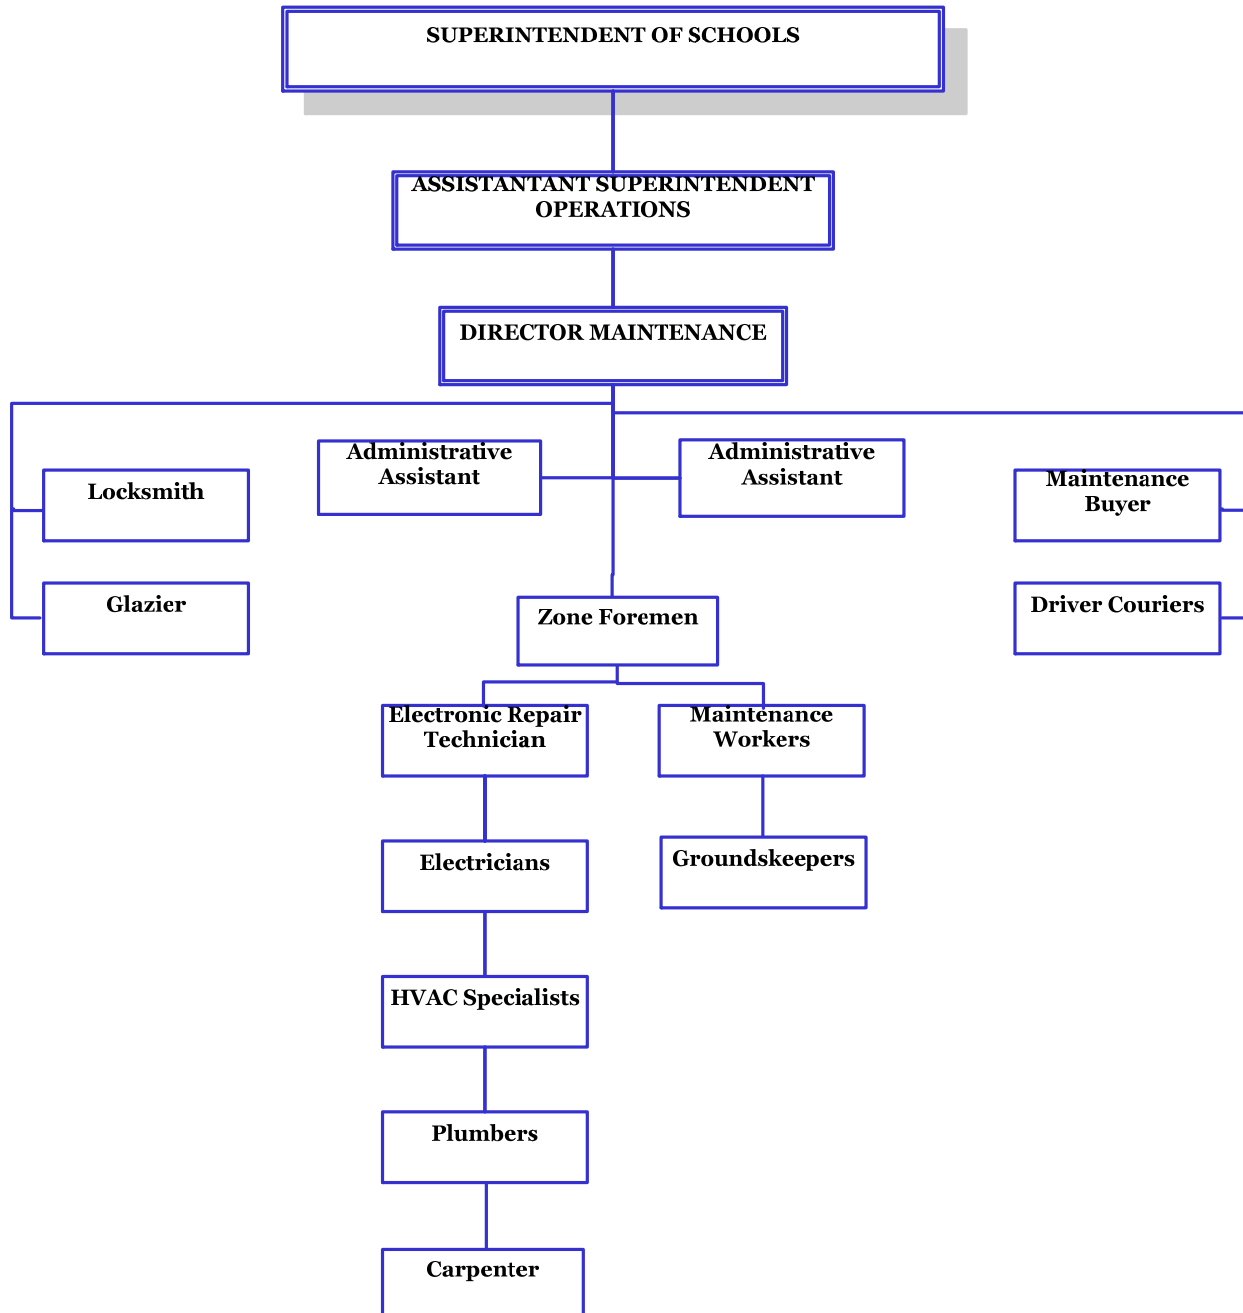 SUPERINTENDENT OF SCHOOLS
ASSISTANTANT SUPERINTENDENT
OPERATIONS
DIRECTOR MAINTENANCE
Administrative
Assistant
Administrative
Assistant
Locksmith
Maintenance
Buyer
Glazier
Driver Couriers
Zone Foremen
Electronic Repair
Technician
Maintenance
Workers
Electricians
Groundskeepers
HVAC Specialists
Plumbers
Carpenter